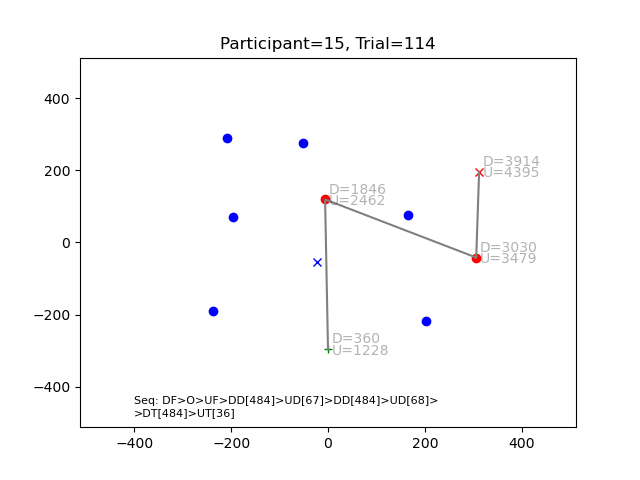 Participant=15, Trial=114
400
200
0
−200
−400
−400
−200
0
200
400
D=3914
U=4395
D=1846
U=2462
D=3030
U=3479
D=360
U=1228
Seq: DF>O>UF>DD[484]>UD[67]>DD[484]>UD[68]>
>DT[484]>UT[36]